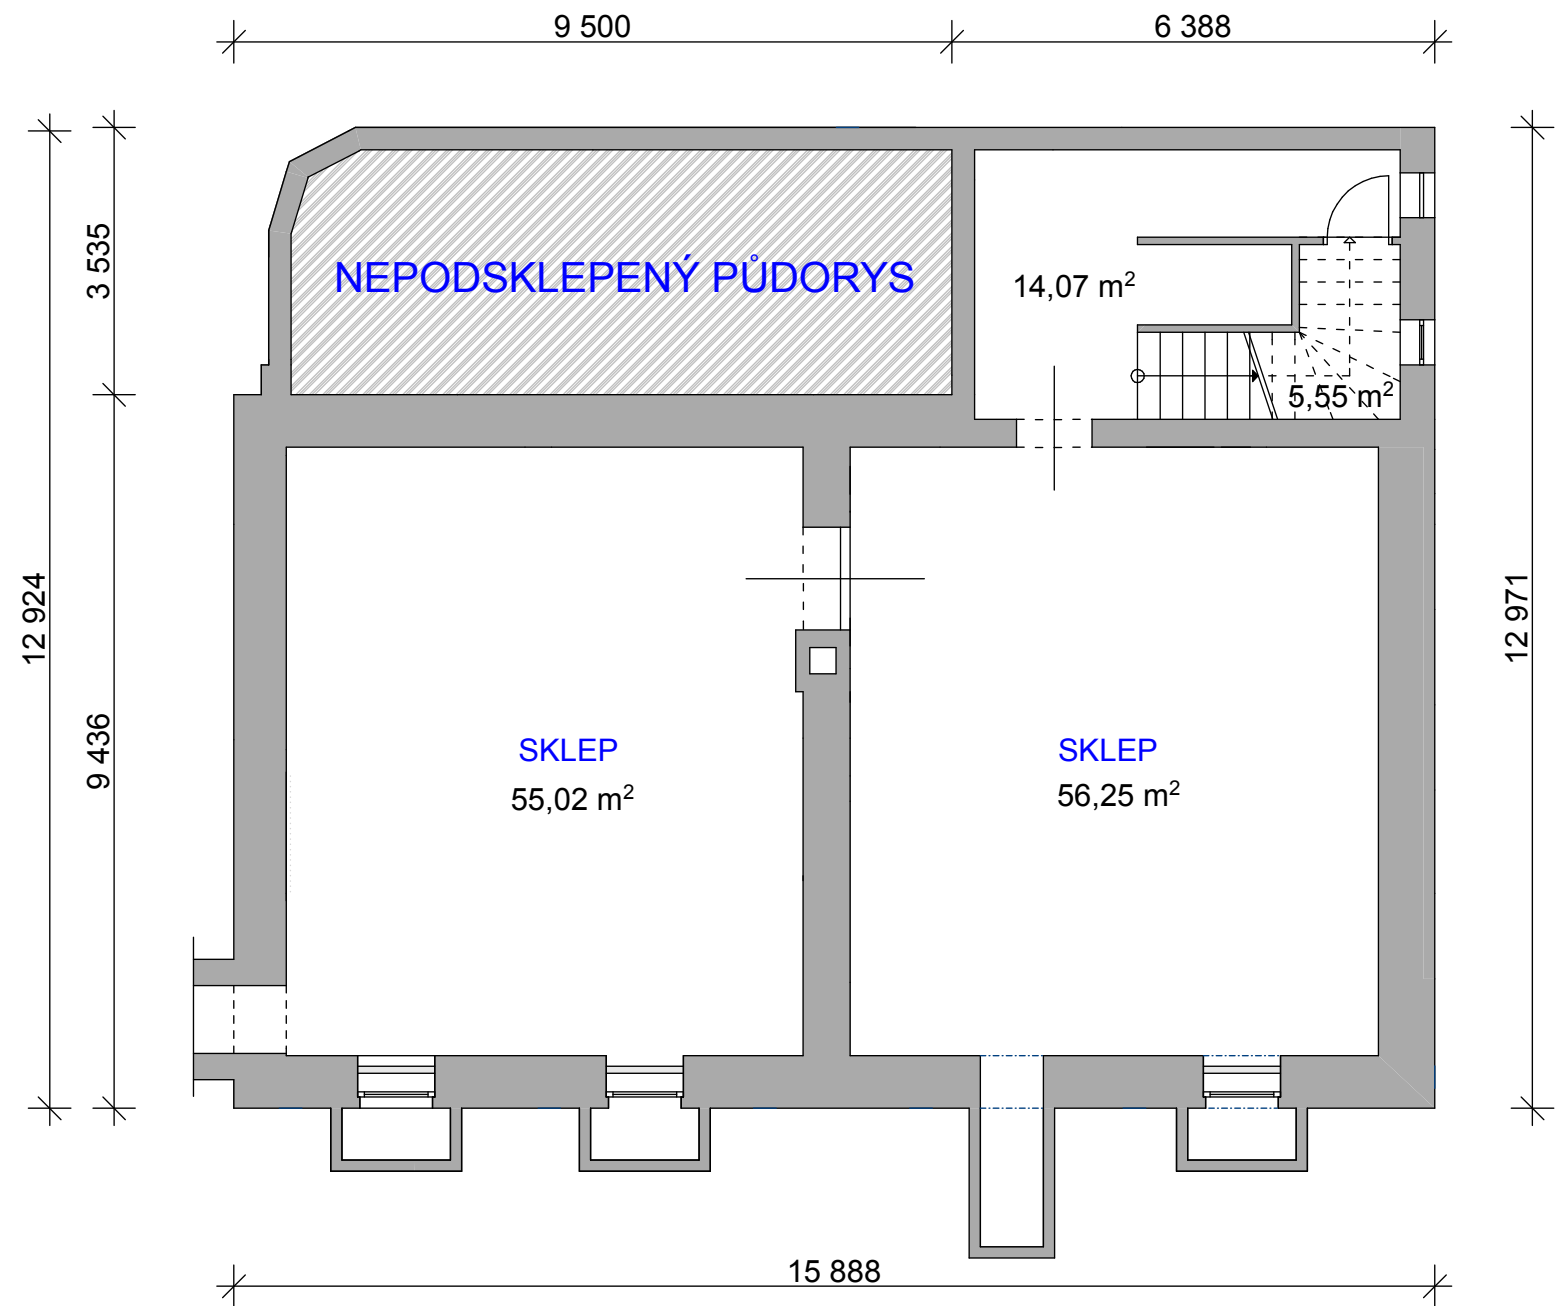 9 500
6 388
3 535
NEPODSKLEPENÝ PŮDORYS
14,07 m²
5,55 m²
12 924
12 971
9 436
SKLEP
55,02 m²
SKLEP
56,25 m²
15 888